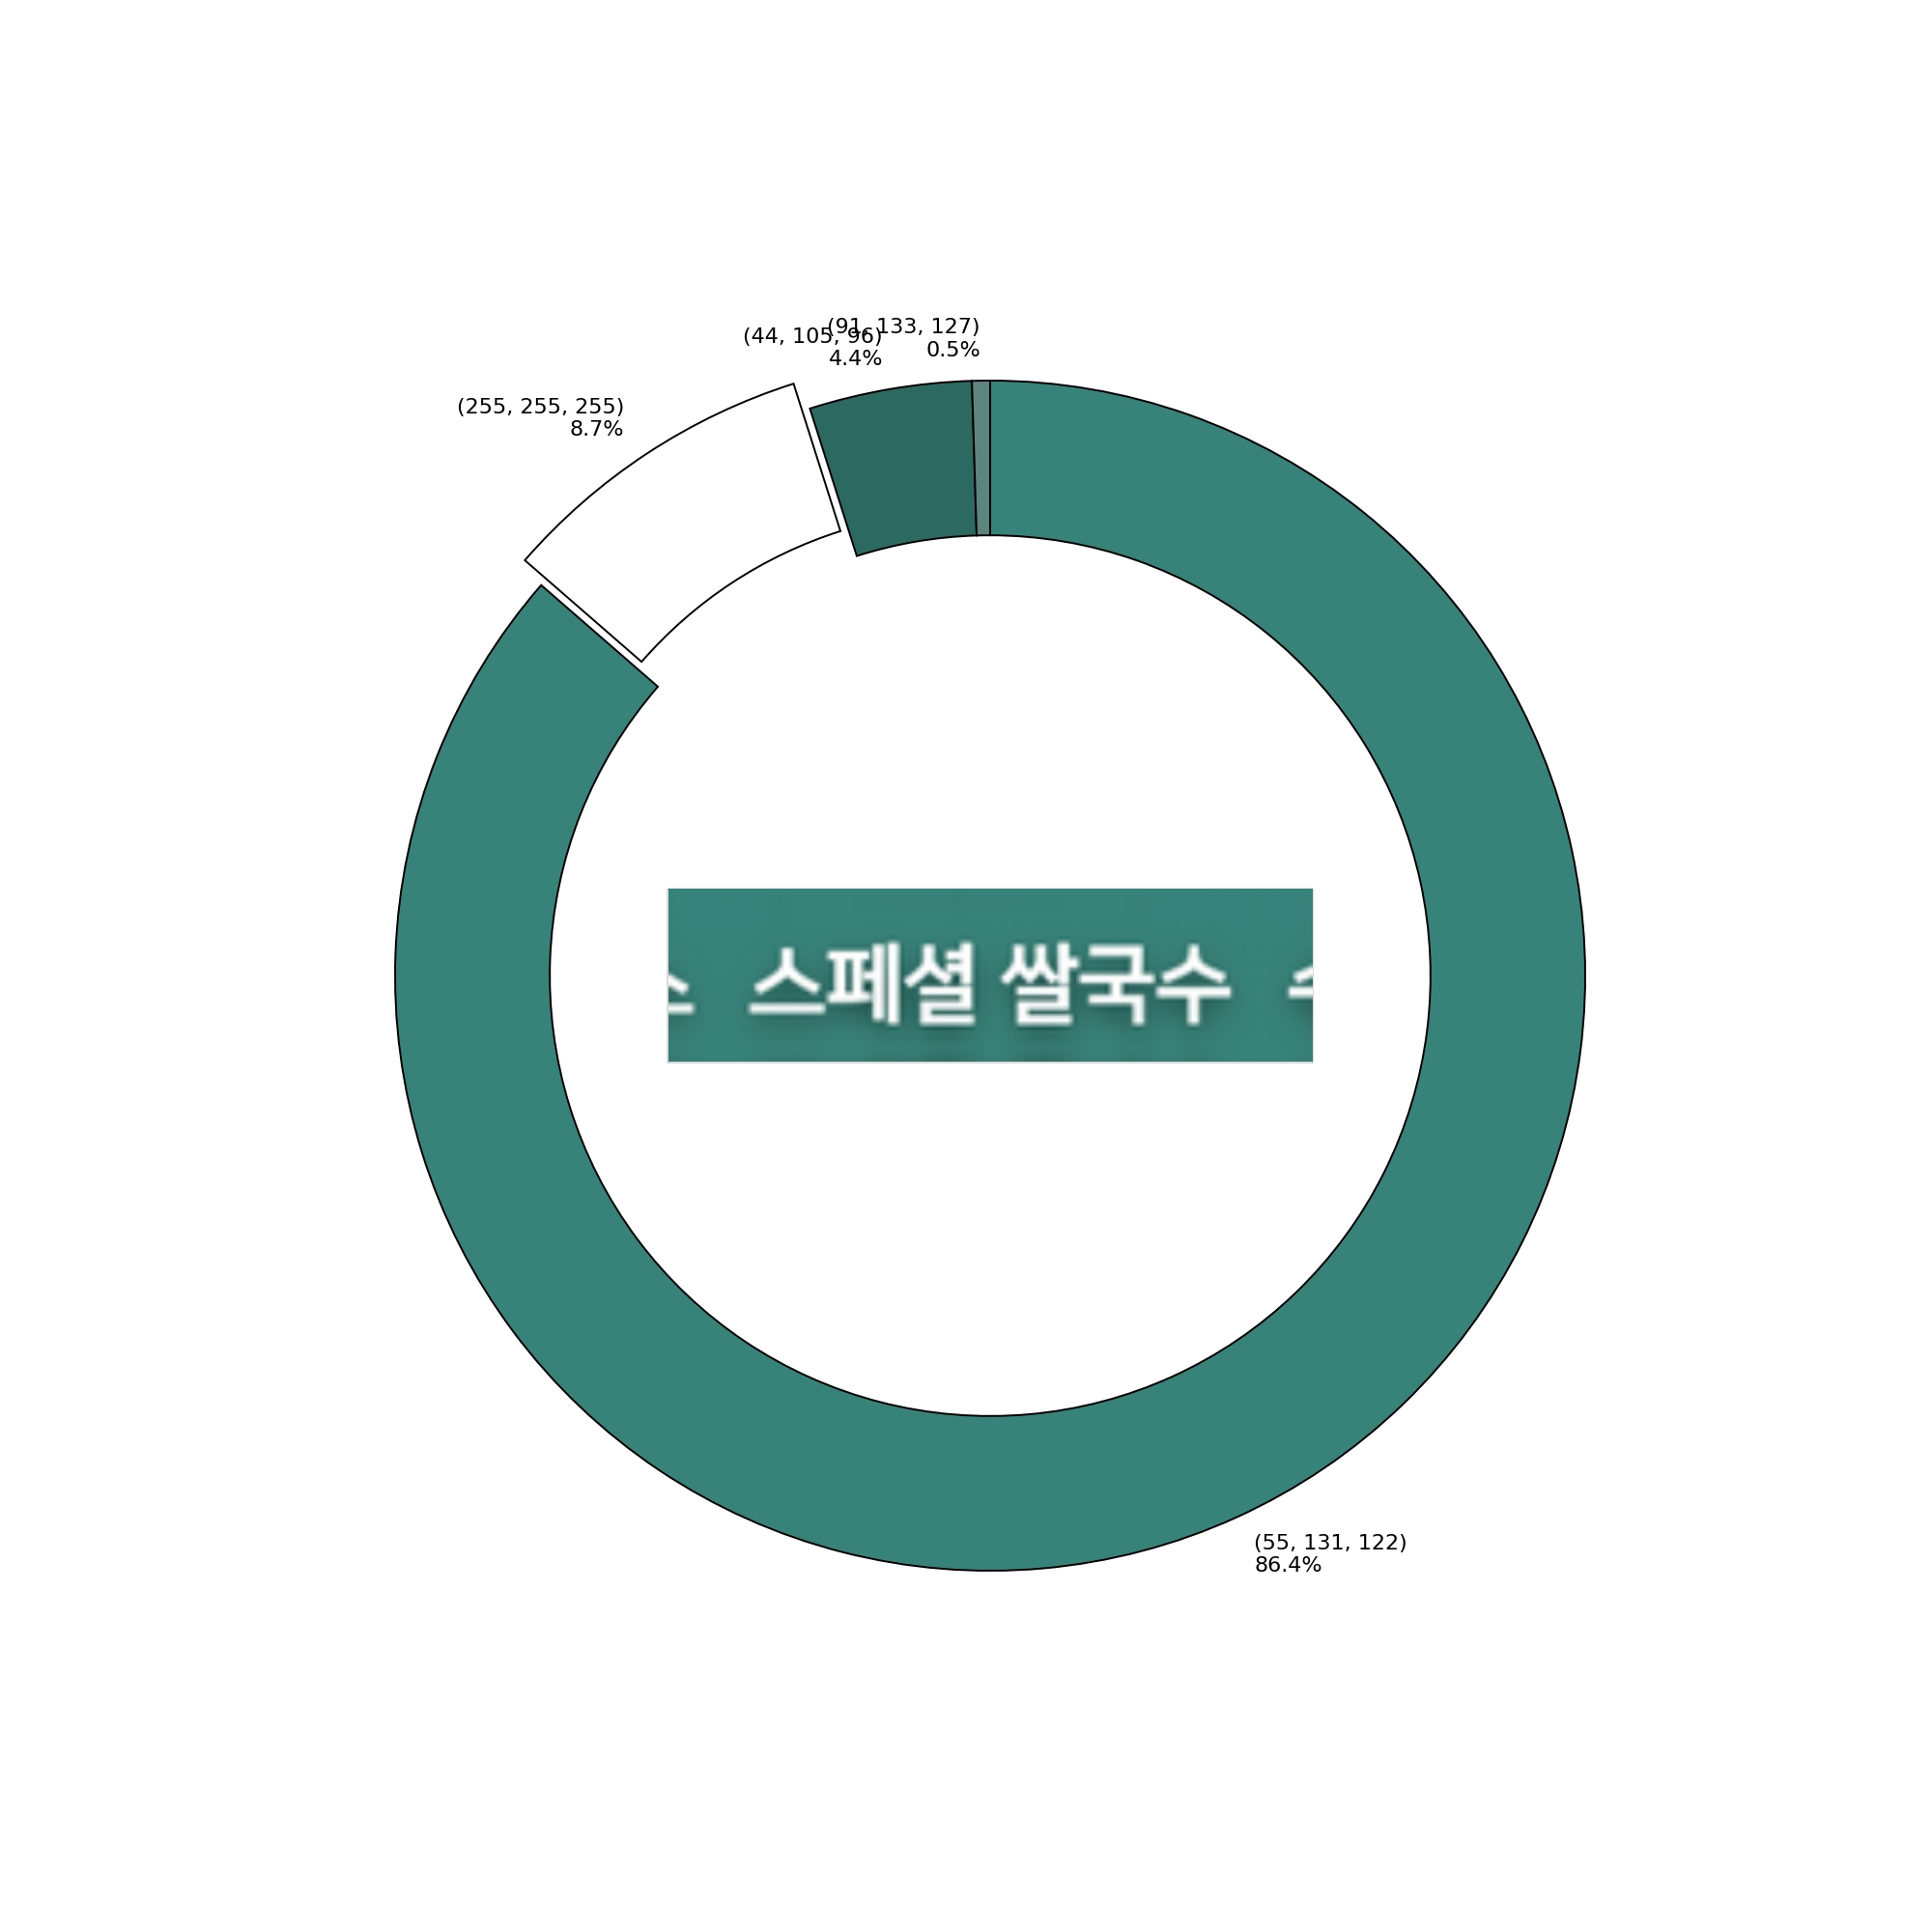 (91, 133, 127)
0.5%
(44, 105, 96)
4.4%
(255, 255, 255)
8.7%
스페셜 쌀국수
(55, 131, 122)
86.4%